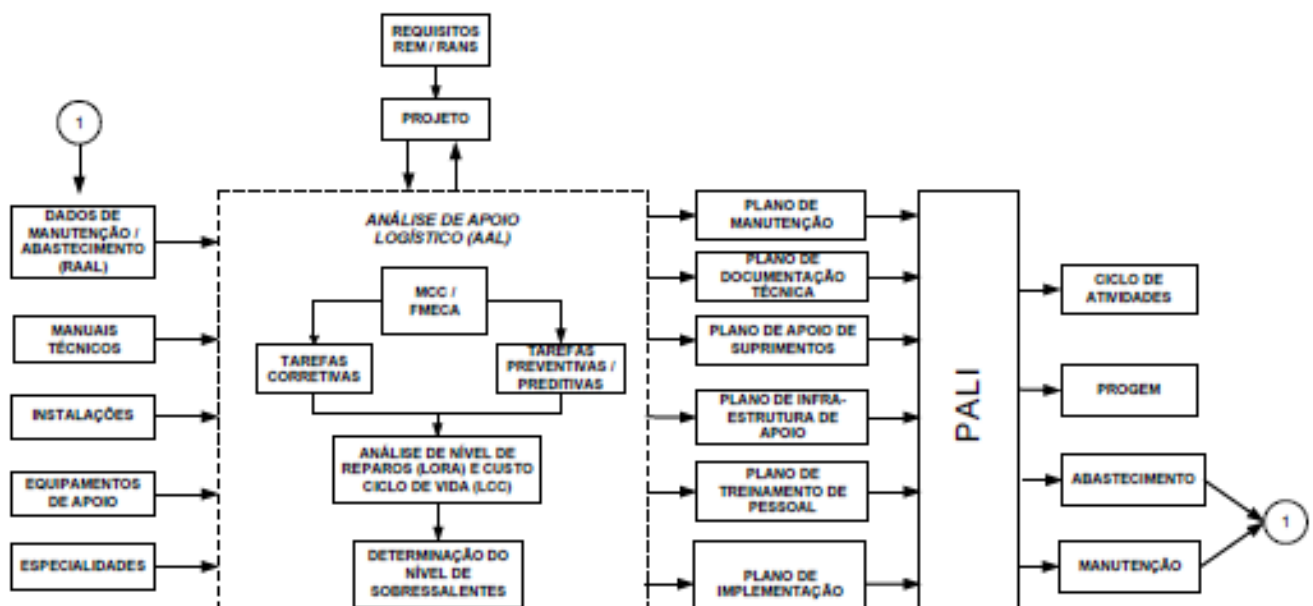 REQUISITOS
REM / RANS
PROJETO
1
DADOS DE
MANUTENÇÃO /
ABASTECIMENTO
(RAAL)
MANUAIS
TÉCNICOS
INSTALAÇÕES
EQUIPAMENTOS
DE APOIO
ESPECIALIDADES
ANÁLISE DE APOIO
LOGÍSTICO (AAL)
MCC /
FMECA
TAREFAS
CORRETIVAS
TAREFAS
PREVENTIVAS /
PREDITIVAS
ANÁLISE DE NÍVEL DE
REPAROS (LORA) E CUSTO
CICLO DE VIDA (LCC)
DETERMINAÇÃO DO
NÍVEL DE
SOBRESSALENTES
PLANO DE
MANUTENÇÃO
PLANO DE
DOCUMENTAÇÃO
TÉCNICA
PLANO DE APOIO DE
SUPRIMENTOS
PLANO DE INFRA-
ESTRUTURA DE
APOIO
PLANO DE
TREINAMENTO DE
PESSOAL
PLANO DE
IMPLEMENTAÇÃO
PALI
CICLO DE
ATIVIDADES
PROGEM
ABASTECIMENTO
MANUTENÇÃO
1